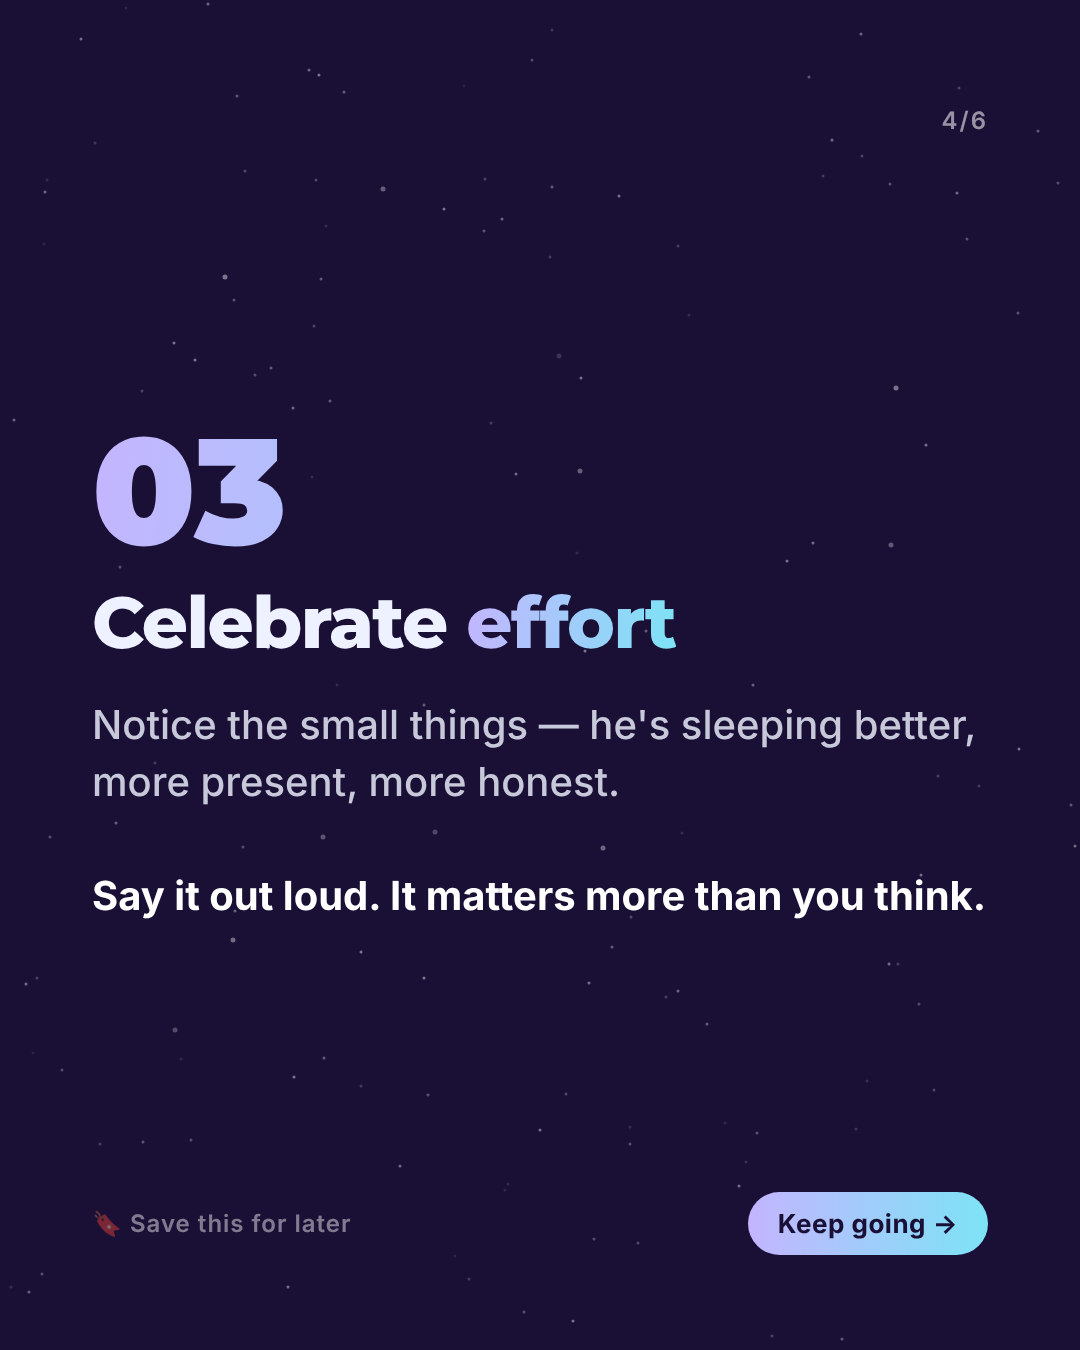 4/6
03
Celebrate effort
Notice the small things — he's sleeping better,
more present, more honest.
Say it out loud. It matters more than you think.
🔖 Save this for later
Keep going →